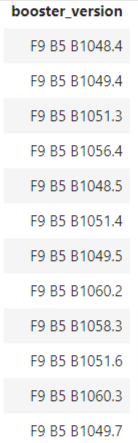 booster_version
F9 B5 B1048.4
F9 B5 B1049.4
F9 B5 B1051.3
F9 B5 B1056.4
F9 B5 B1048.5
F9 B5 B1051.4
F9 B5 B1049.5
F9 B5 B1060.2
F9 B5 B1058.3
F9 B5 B1051.6
F9 B5 B1060.3
F9 B5 B1049.7